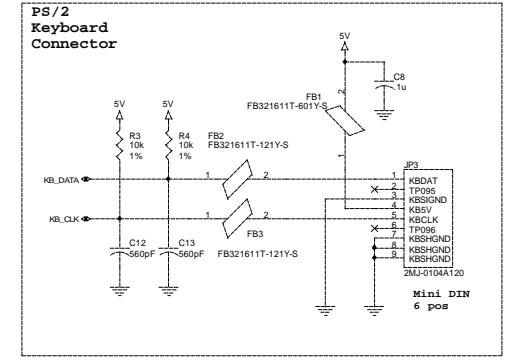 PS/2
Keyboard
Connector
5V
C8
.1u
FB1
FB321611T-601Y-S
2
1
5V
5V
R3
10k
1%
R4
10k
1%
FB2
FB321611T-121Y-S
KB_DATA
1
2
KB_CLK
1
2
FB3
FB321611T-121Y-S
C12
560pF
C13
560pF
JP3
1 KBDAT
2 TP095
3 KBSIGND
4 KB5V
5 KBCLK
6 TP096
7 KBSHGND
8 KBSHGND
9 KBSHGND
2MJ-0104A120
Mini DIN
6 pos